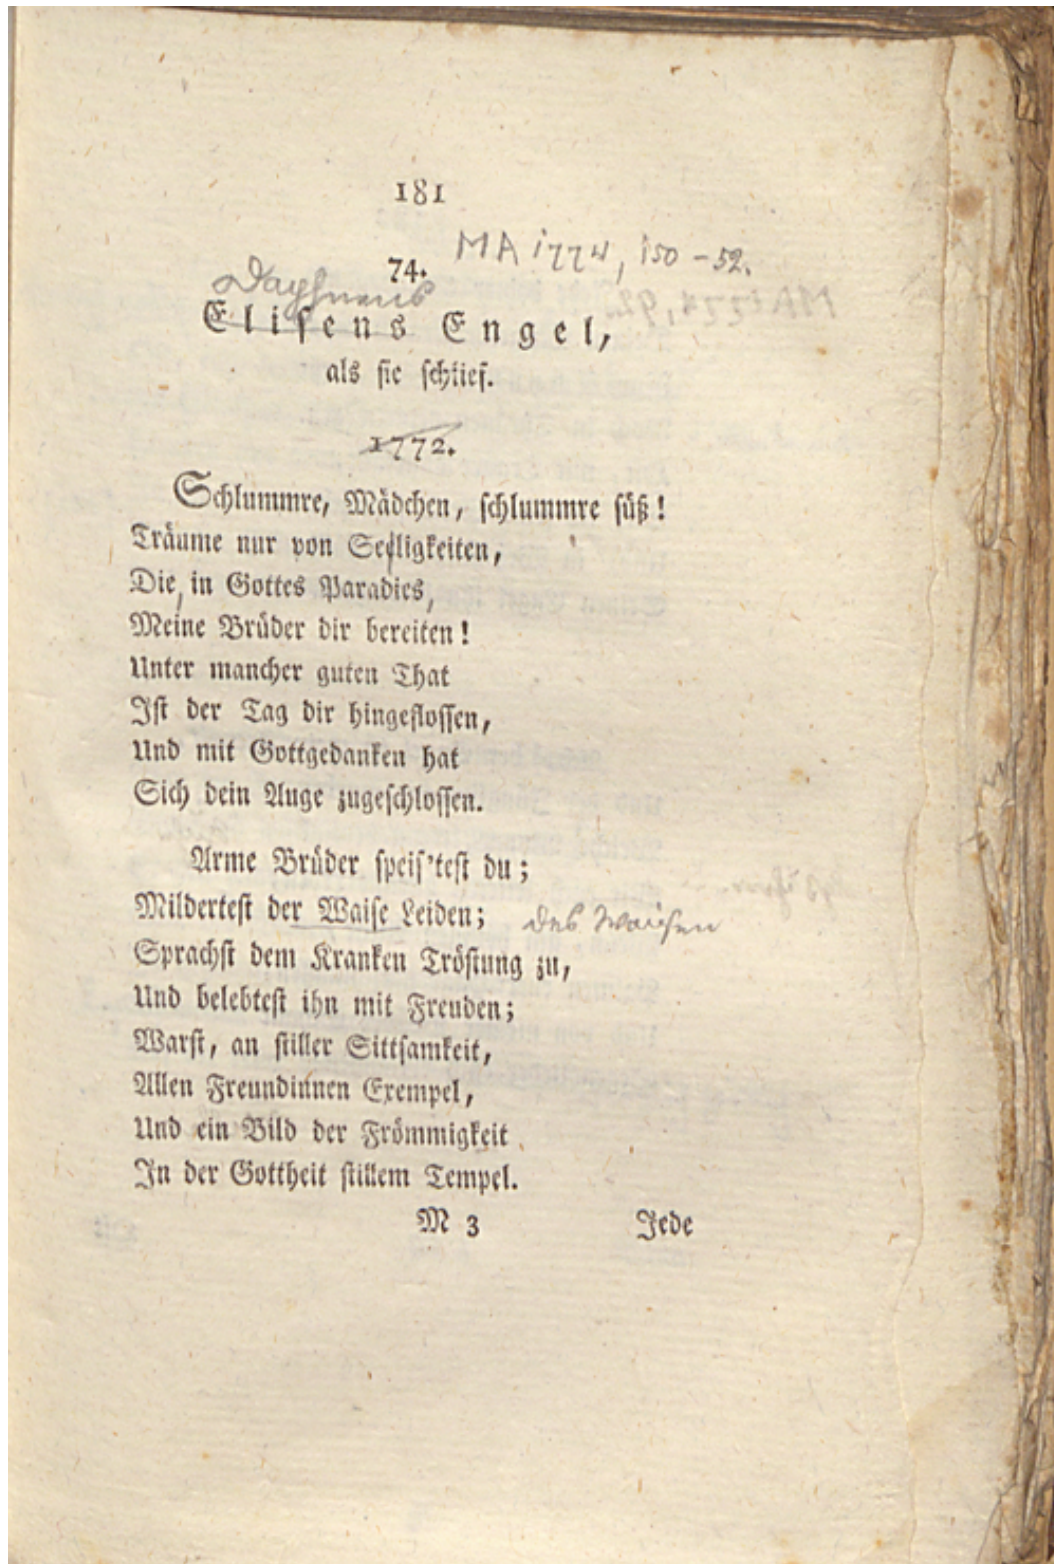 181
MA 1774, 150-52.
74.
Daphnens
Elisens Engel,
als sie schlief.
1772.
Schlummre, Mädchen, schlummre süß!
Träume nur von Seeligkeiten,
Die, in Gottes Paradies,
Meine Brüder dir bereiten!
Unter mancher guten That
Ist der Tag dir hingeflossen,
Und mit Gottgedanken hat
Sich dein Auge zugeschlossen.
Arme Brüder speis'test du;
Mildertest der Waise Leiden; des Waisen
Sprachst dem Kranken Tröstung zu,
Und belebtest ihn mit Freuden;
Warst, an stiller Sittsamkeit,
Allen Freundinnen Exempel,
Und ein Bild der Frömmigkeit
In der Gottheit stillem Tempel.
M 3 Jede